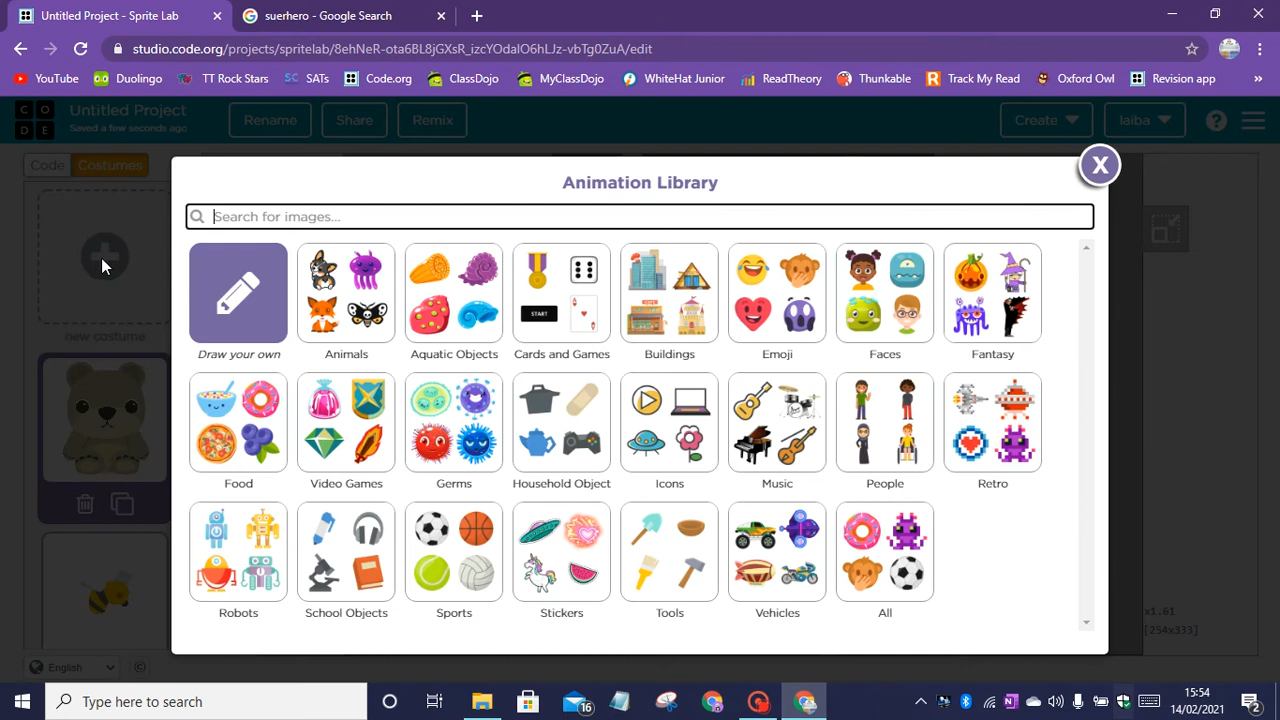 Untitled Project - Sprite Lab
suerhero - Google Search
studio.code.org/projects/spritelab/8ehNeR-ota6BL8jGXsR_izcYOdalO6hLJz-vbTg0ZuA/edit
YouTube Duolingo TT Rock Stars SC SATs Code.org ClassDojo MyClassDojo WhiteHat Junior ReadTheory Thunkable Track My Read Oxford Owl Revision app »
C O D E
Untitled Project
Saved a few seconds ago
Rename Share Remix Create laiba ?
Code Costumes
X
Animation Library
Search for images...
new costume
START
Draw your own Animals Aquatic Objects Cards and Games Buildings Emoji Faces Fantasy
Food Video Games Germs Household Object Icons Music People Retro
Robots School Objects Sports Stickers Tools Vehicles All
x1.61
[254x333]
English
Type here to search
16
15:54
14/02/2021
2